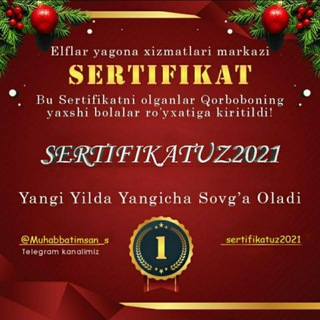 Elflar yagona xizmatlari markazi
SERTIFIKAT
Bu Sertifikatni olganlar Qorboboning
yaxshi bolalar ro'yxatiga kiritildi!
SERTIFIKATUZ2021
Yangi Yilda Yangicha Sovg'a Oladi
@Muhabbatimsan_s
Telegram kanalimiz
1
sertifikatuz2021